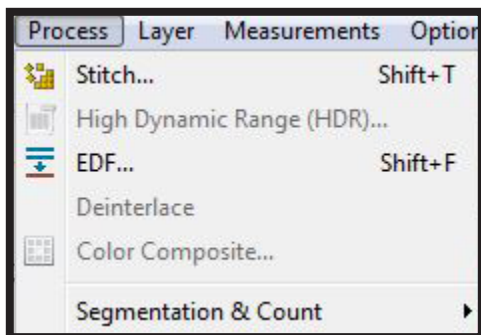 Process Layer Measurements Option
Stitch... Shift+T
High Dynamic Range (HDR)...
EDF... Shift+F
Deinterlace
Color Composite...
Segmentation & Count